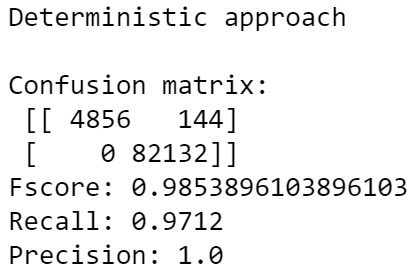 Deterministic approach
Confusion matrix:
[[ 4856   144]
[     0 82132]]
Fscore: 0.9853896103896103
Recall: 0.9712
Precision: 1.0